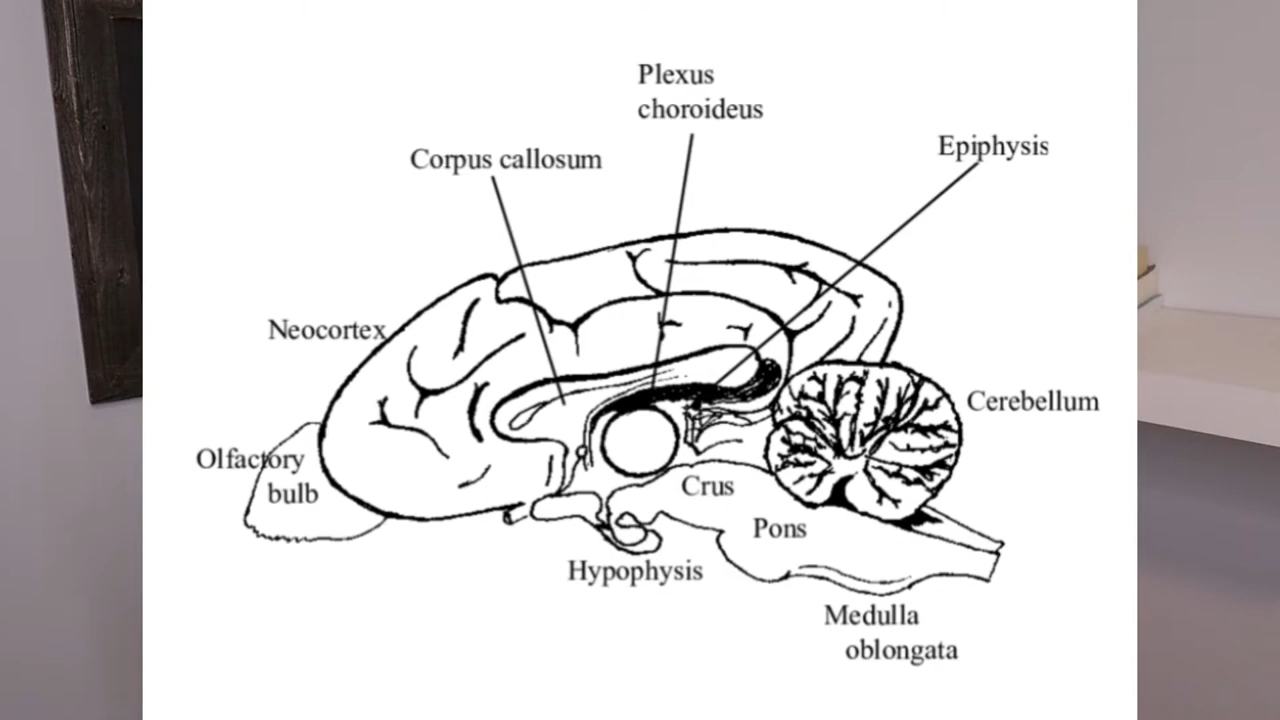 Plexus
choroideus
Corpus callosum
Epiphysis
Neocortex
Cerebellum
Olfactory
bulb
Crus
Pons
Hypophysis
Medulla
oblongata